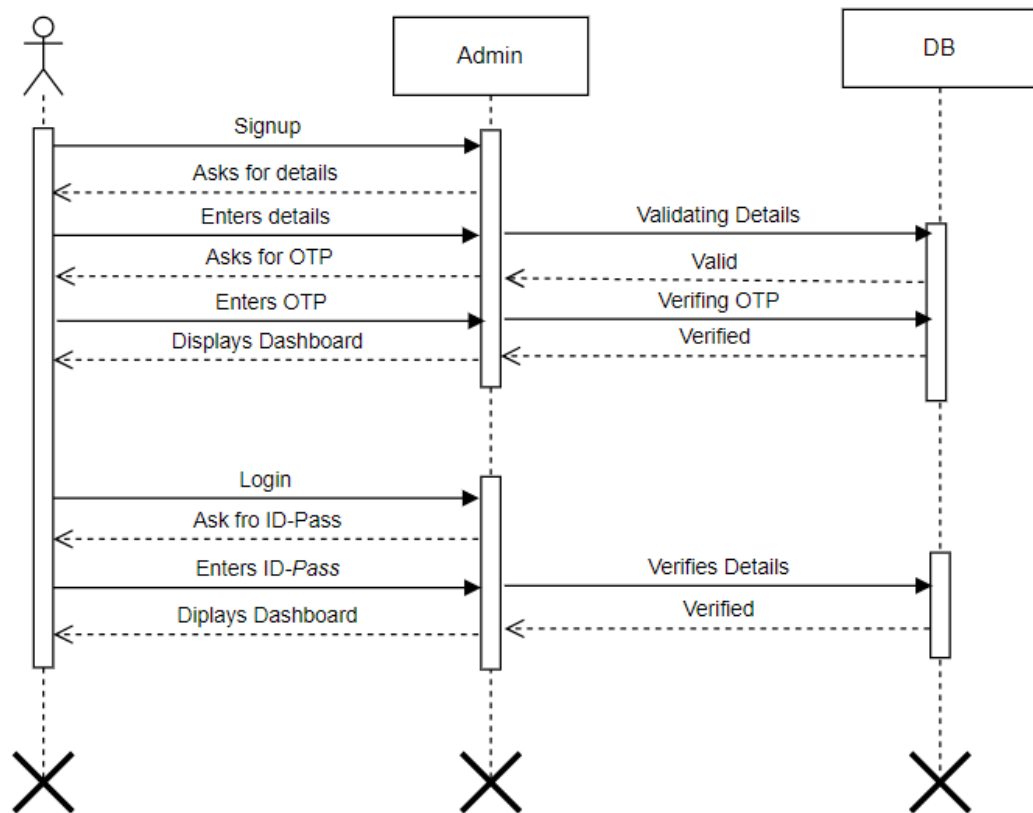 Admin
DB
Signup
Asks for details
Enters details
Validating Details
Asks for OTP
Valid
Enters OTP
Verifing OTP
Displays Dashboard
Verified
Login
Ask fro ID-Pass
Enters ID-Pass
Verifies Details
Diplays Dashboard
Verified